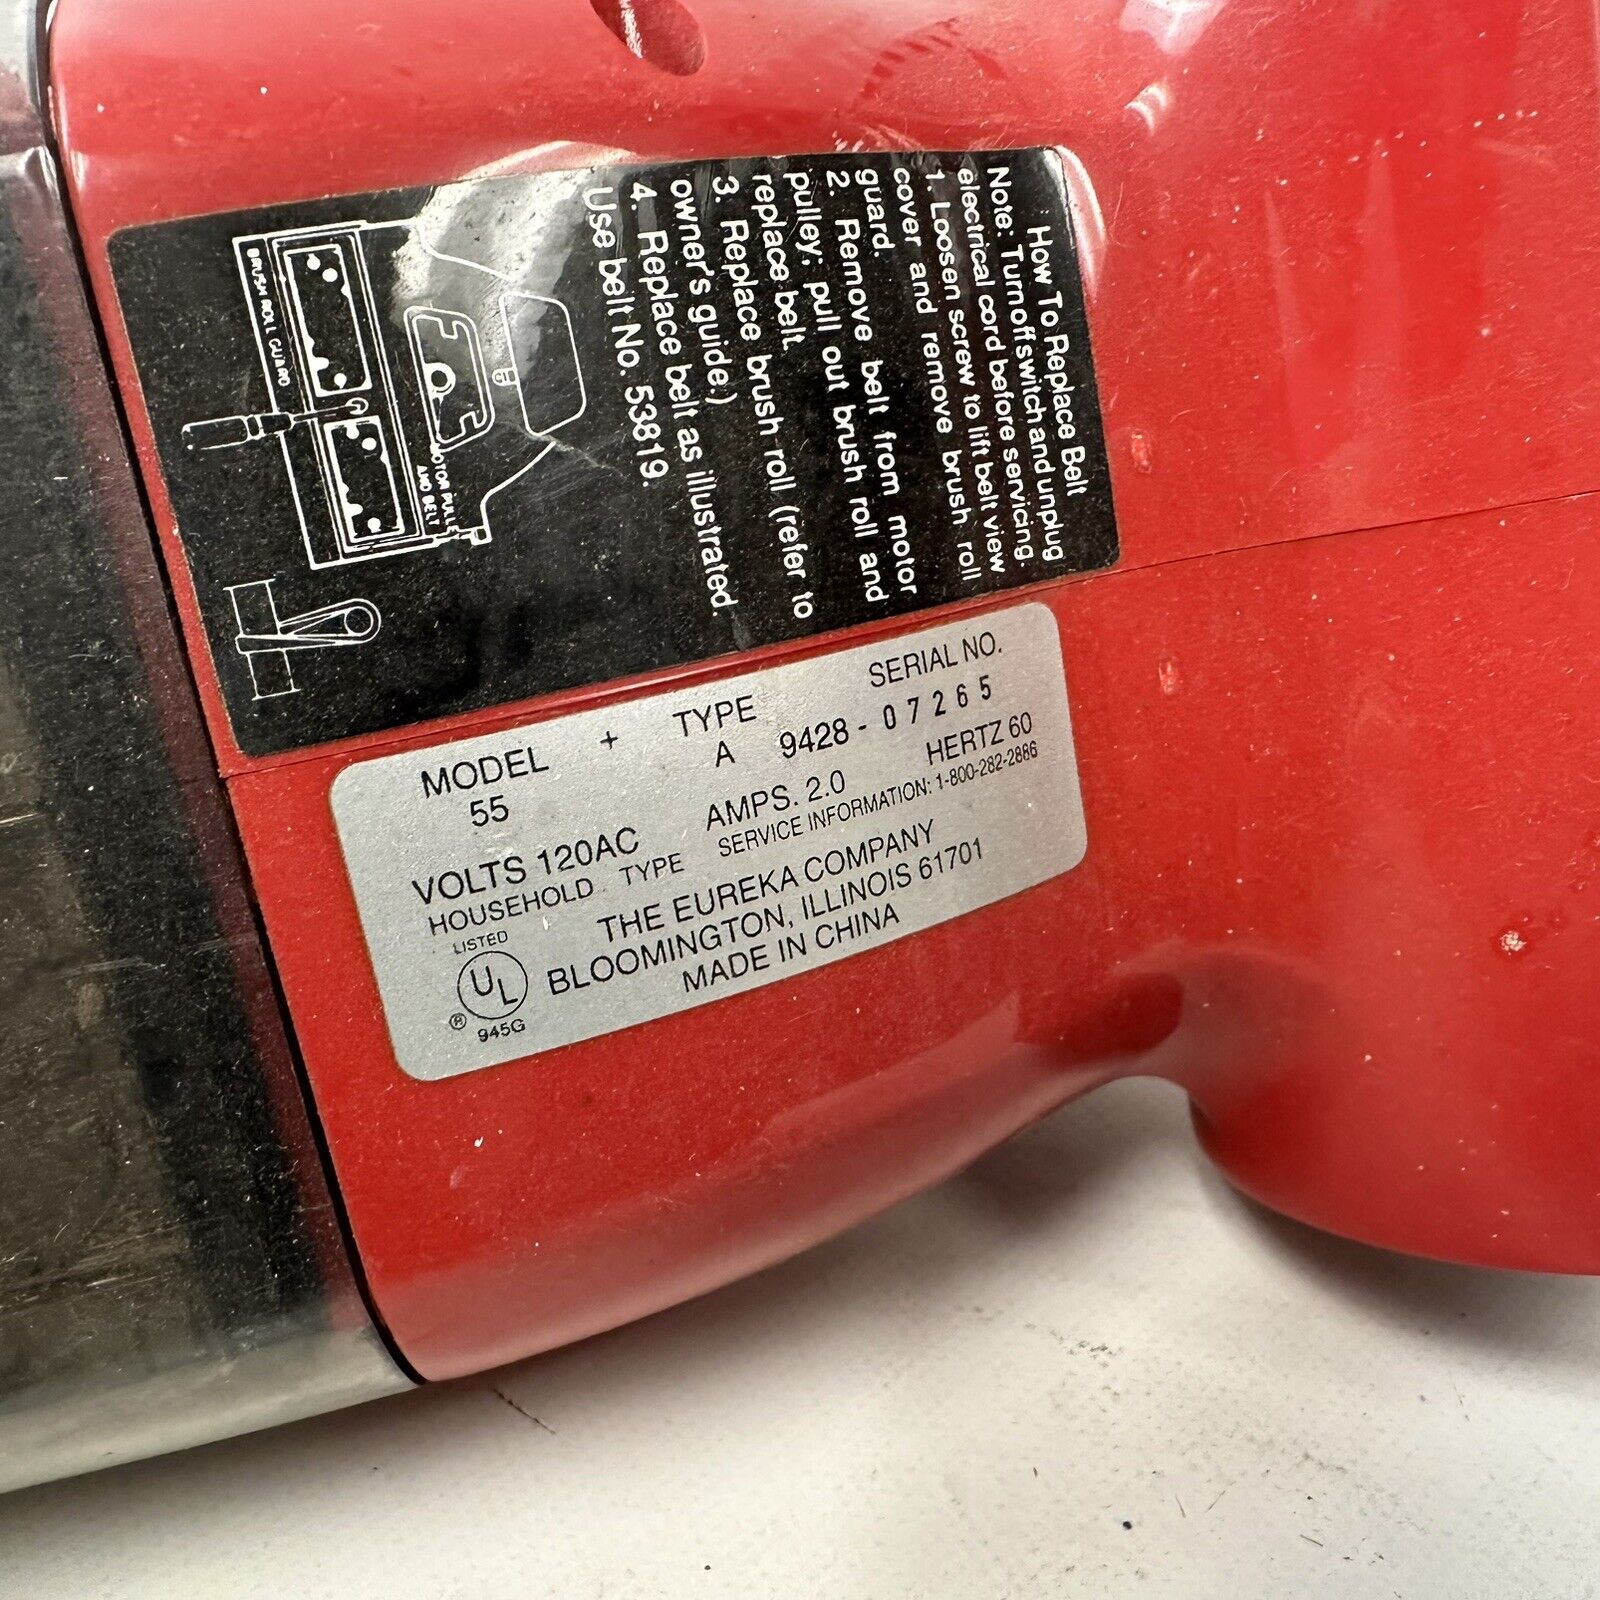 How To Replace Belt
Note: Turn off switch and unplug
electrical cord before servicing.
1. Loosen screw to lift belt view
cover and remove brush roll
guard.
2. Remove belt from motor
pulley: pull out brush roll and
replace belt.
3. Replace brush roll (refer to
owner's guide.)
4. Replace belt as illustrated.
Use belt No. 53819.
BRUSH ROLL GUARD
MOTOR PULLEY
AND BELT
MODEL + TYPE SERIAL NO.
55 A 9428-07265
VOLTS 120AC AMPS. 2.0 HERTZ 60
HOUSEHOLD TYPE SERVICE INFORMATION: 1-800-282-2886
THE EUREKA COMPANY
BLOOMINGTON, ILLINOIS 61701
MADE IN CHINA
LISTED
UL
®
945G